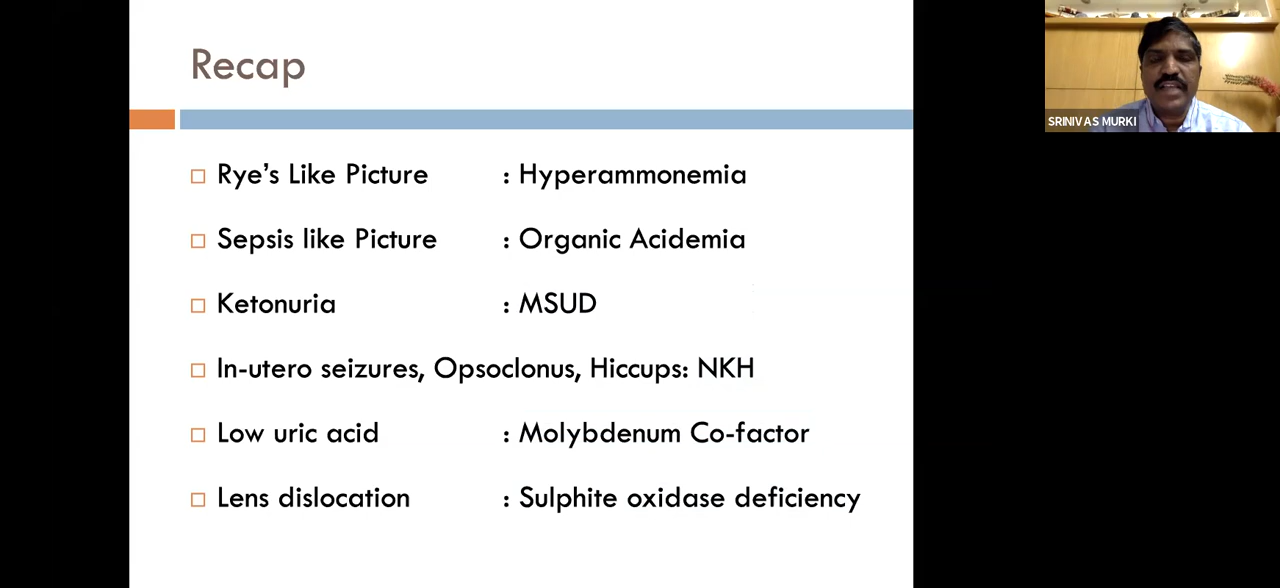 Recap
Rye's Like Picture : Hyperammonemia
Sepsis like Picture : Organic Acidemia
Ketonuria : MSUD
In-utero seizures, Opsoclonus, Hiccups: NKH
Low uric acid : Molybdenum Co-factor
Lens dislocation : Sulphite oxidase deficiency
SRINIVAS MURKI